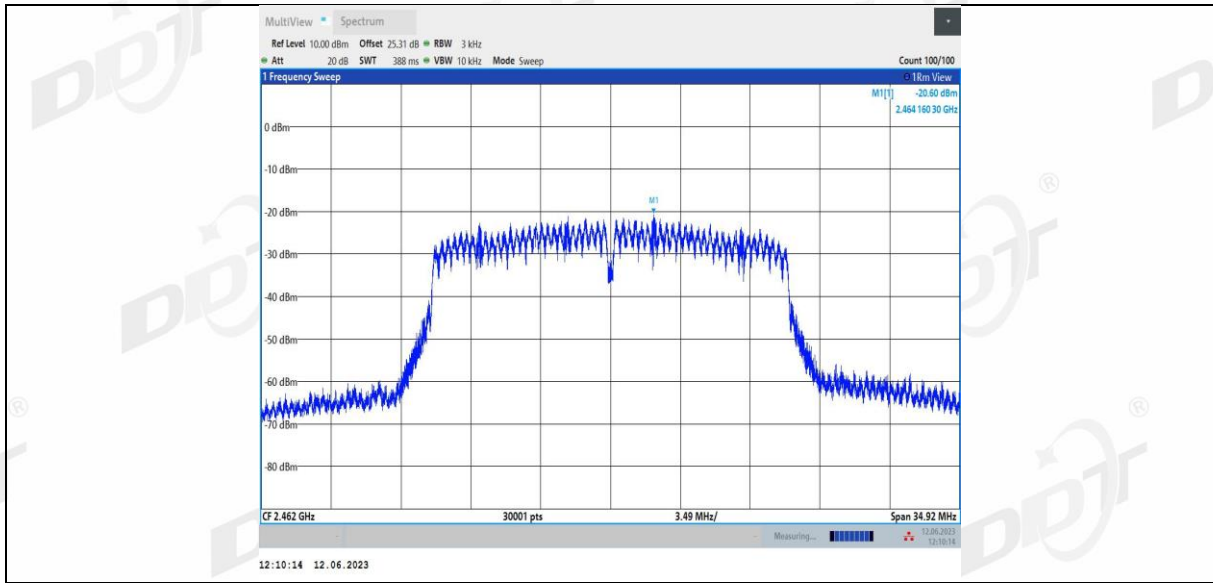 MultiView Spectrum
Ref Level 10.00 dBm Offset 25.31 dB RBW 3 kHz
Att 20 dB SWT 388 ms VBW 10 kHz Mode Sweep Count 100/100
1 Frequency Sweep 1Rm View
M1[1] -20.60 dBm
2.464 160 30 GHz
0 dBm
-10 dBm
M1
-20 dBm
-30 dBm
-40 dBm
-50 dBm
-60 dBm
-70 dBm
-80 dBm
CF 2.462 GHz 30001 pts 3.49 MHz/ Span 34.92 MHz
Measuring... 12.06.2023
12:10:14
12:10:14 12.06.2023
DDT
®
DDT
®
DDT
®
DDT
®